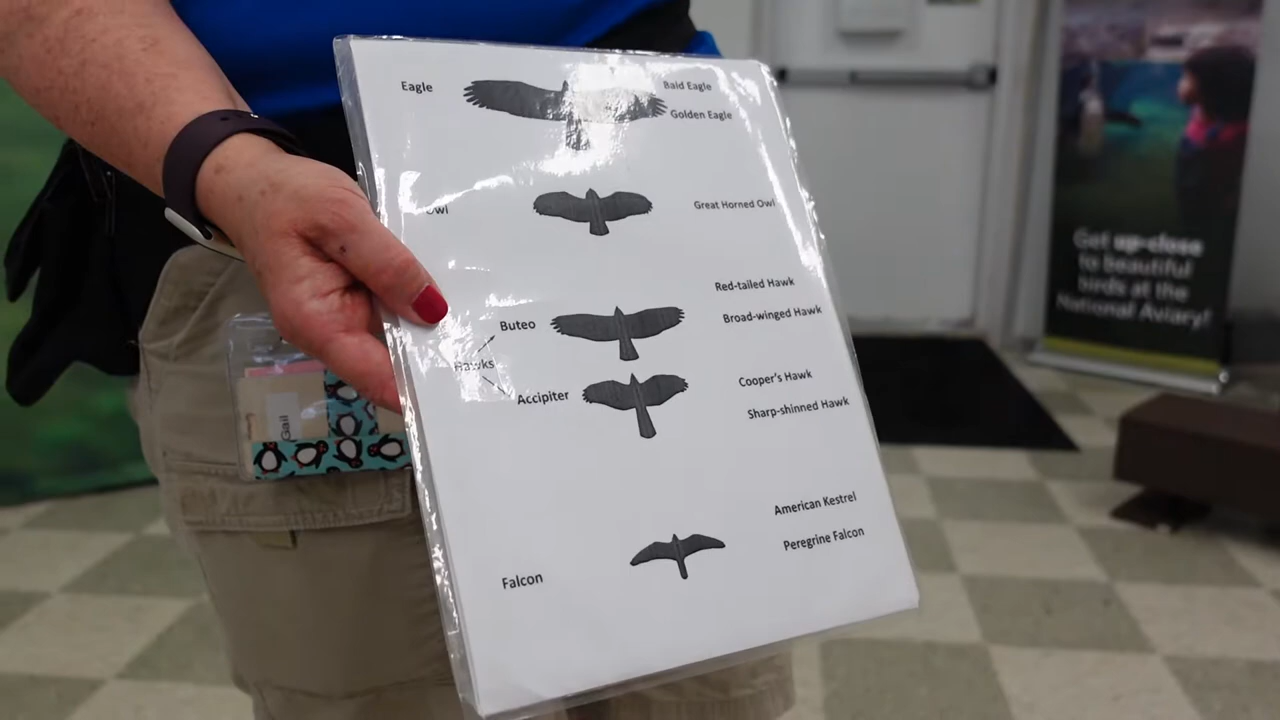 Eagle
Bald Eagle
Golden Eagle
Owl
Great Horned Owl
Red-tailed Hawk
Buteo
Broad-winged Hawk
Hawks
Cooper's Hawk
Accipiter
Sharp-shinned Hawk
American Kestrel
Peregrine Falcon
Falcon
Gail
Get up-close
to beautiful
birds at the
National Aviary!